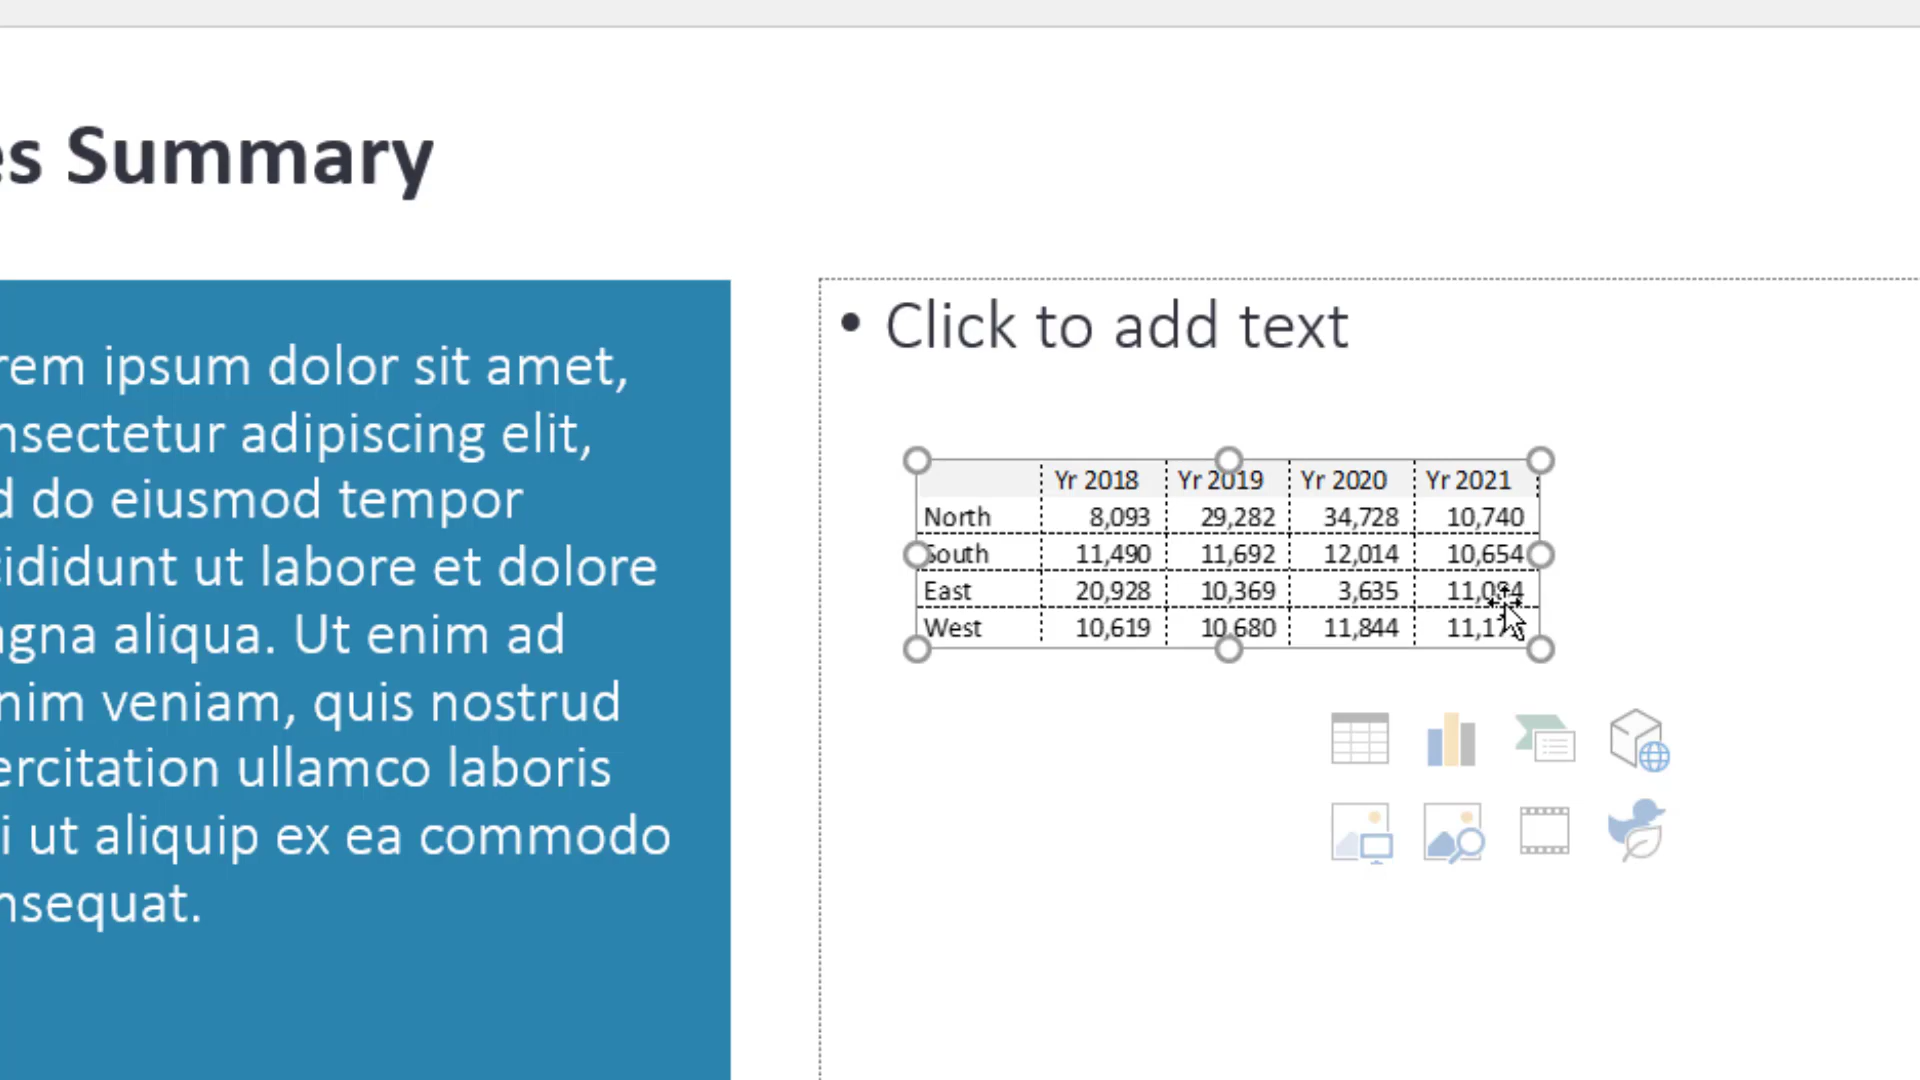 es Summary
rem ipsum dolor sit amet,
nsectetur adipiscing elit,
d do eiusmod tempor
cididunt ut labore et dolore
agna aliqua. Ut enim ad
nim veniam, quis nostrud
ercitation ullamco laboris
i ut aliquip ex ea commodo
nsequat.
• Click to add text
Yr 2018 Yr 2019 Yr 2020 Yr 2021
North 8,093 29,282 34,728 10,740
South 11,490 11,692 12,014 10,654
East 20,928 10,369 3,635
West 10,619 10,680 11,844